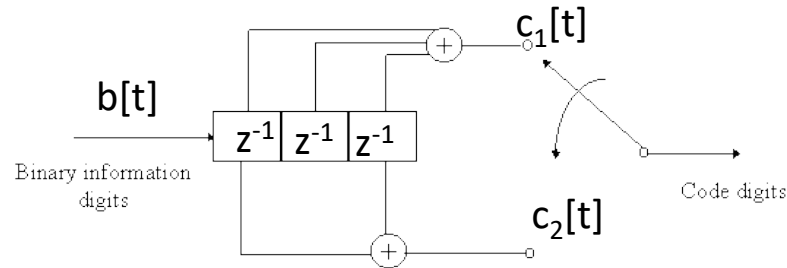 c₁[t]
b[t]
z⁻¹ z⁻¹ z⁻¹
Binary information
digits
Code digits
c₂[t]
+
+